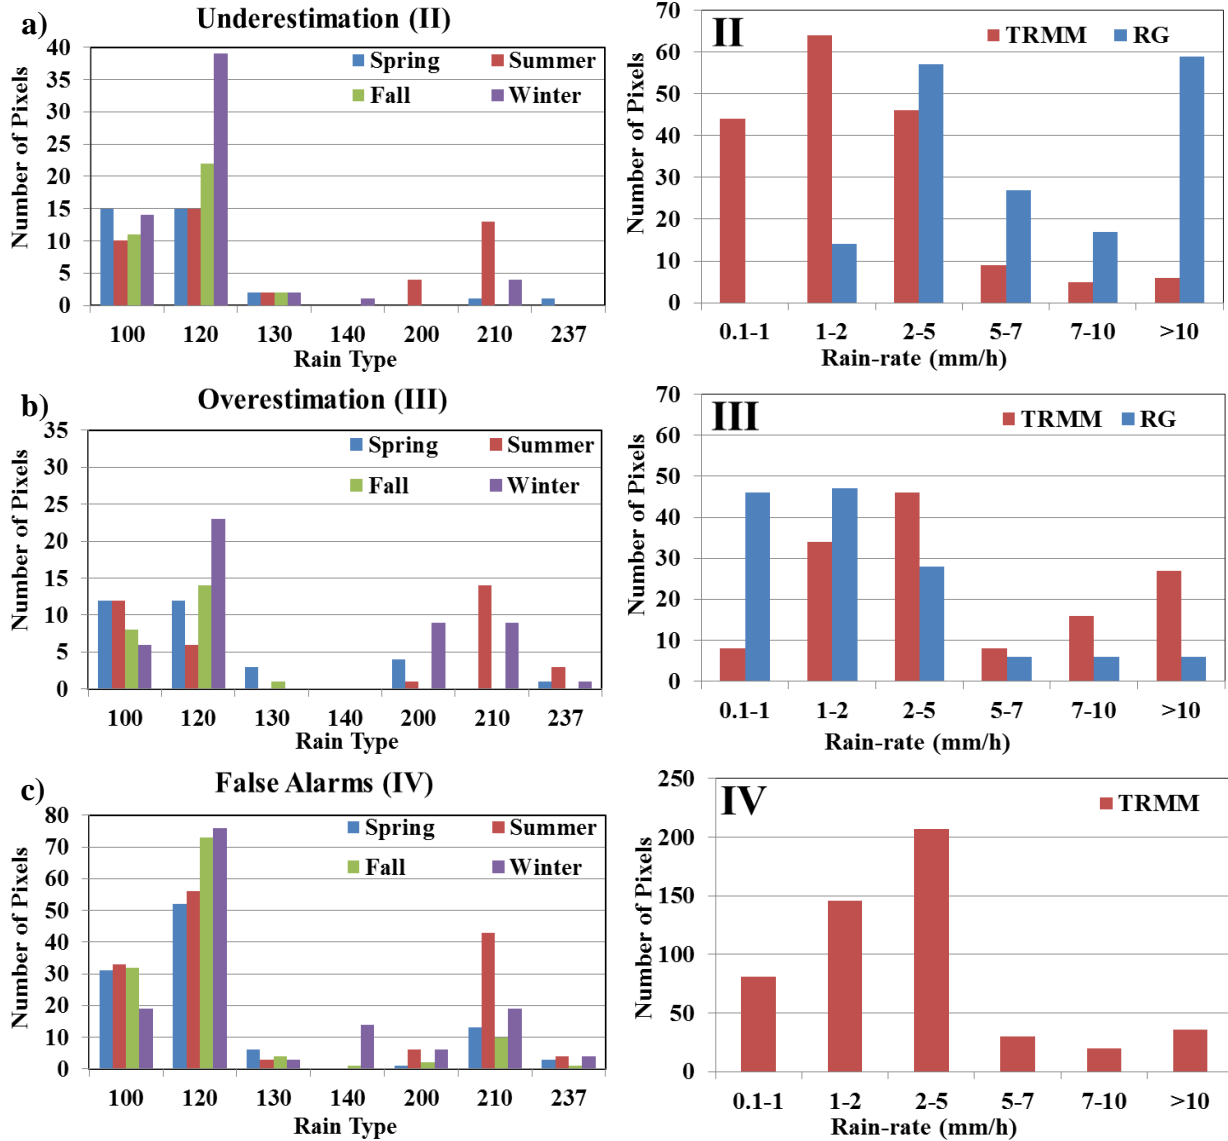 a)
Underestimation (II)
Number of Pixels
40
35
30
25
20
15
10
5
0
Spring
Summer
Fall
Winter
100 120 130 140 200 210 237
Rain Type
II
TRMM RG
Number of Pixels
70
60
50
40
30
20
10
0
0.1-1 1-2 2-5 5-7 7-10 >10
Rain-rate (mm/h)
b)
Overestimation (III)
Number of Pixels
35
30
25
20
15
10
5
0
Spring
Summer
Fall
Winter
100 120 130 140 200 210 237
Rain Type
III
TRMM RG
Number of Pixels
70
60
50
40
30
20
10
0
0.1-1 1-2 2-5 5-7 7-10 >10
Rain-rate (mm/h)
c)
False Alarms (IV)
Number of Pixels
80
70
60
50
40
30
20
10
0
Spring
Summer
Fall
Winter
100 120 130 140 200 210 237
Rain Type
IV
TRMM
Number of Pixels
250
200
150
100
50
0
0.1-1 1-2 2-5 5-7 7-10 >10
Rain-rate (mm/h)